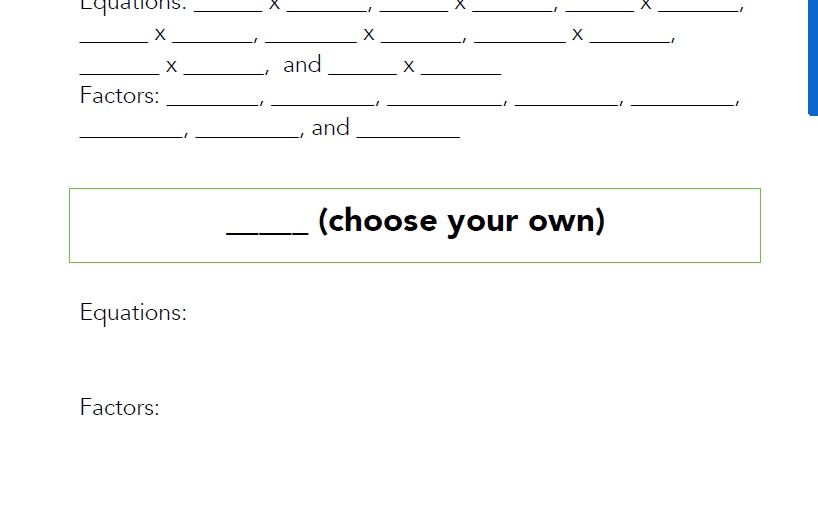 Equations: ______ x _______, ______ x _______, ______ x _______,
______ x _______, ________ x _______, ________ x _______,
_______ x _______, and ______ x _______
Factors: ________, _________, __________, _________, _________,
_________, _________, and _________
_____ (choose your own)
Equations:
Factors: